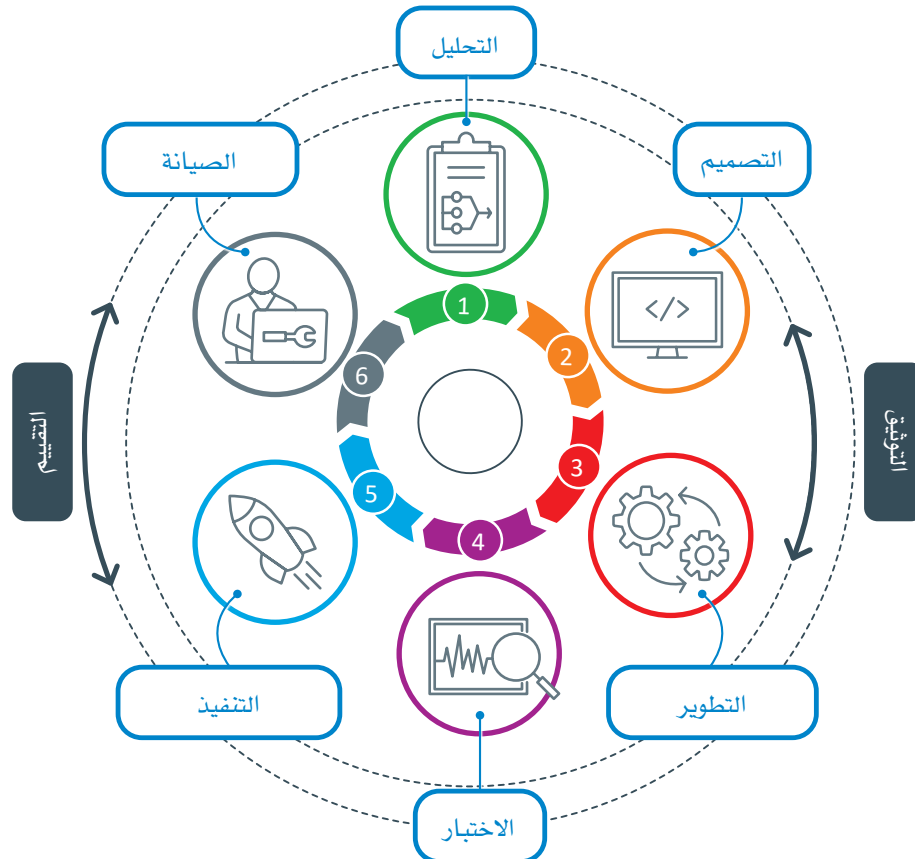 التحليل
التصميم
الصيانة
1
2
6
التوثيق
التقييم
3
5
4
التطوير
التنفيذ
الاختبار
</>